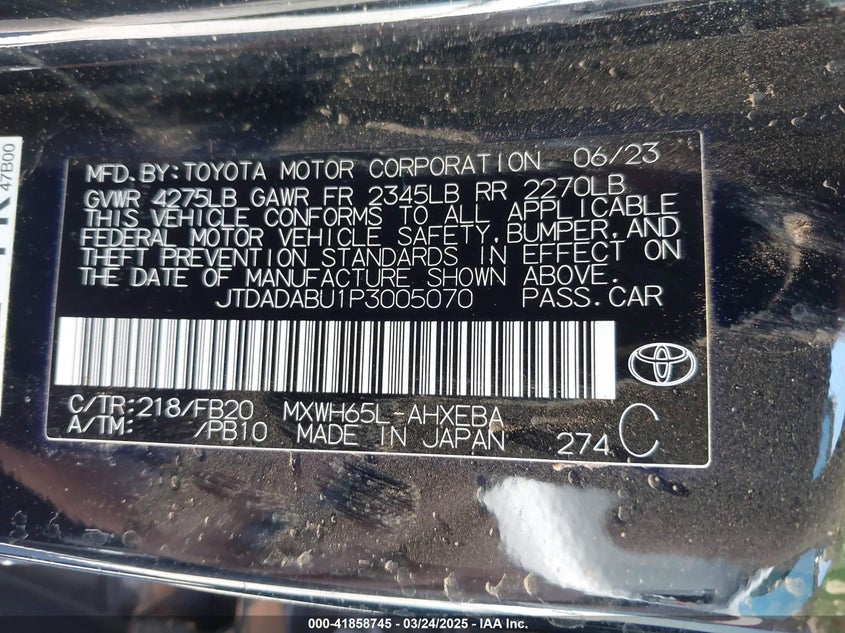 47B00
MFD.BY:TOYOTA MOTOR CORPORATION 06/23
GVWR 4275LB GAWR FR 2345LB RR 2270LB
THIS VEHICLE CONFORMS TO ALL APPLICABLE
FEDERAL MOTOR VEHICLE SAFETY,BUMPER,AND
THEFT PREVENTION STANDARDS IN EFFECT ON
THE DATE OF MANUFACTURE SHOWN ABOVE.
JTDADABU1P3005070 PASS.CAR
C/TR:218/FB20 MXWH65L-AHXEBA
A/TM: /PB10 MADE IN JAPAN 274 C
000-41858745 - 03/24/2025 - IAA Inc.